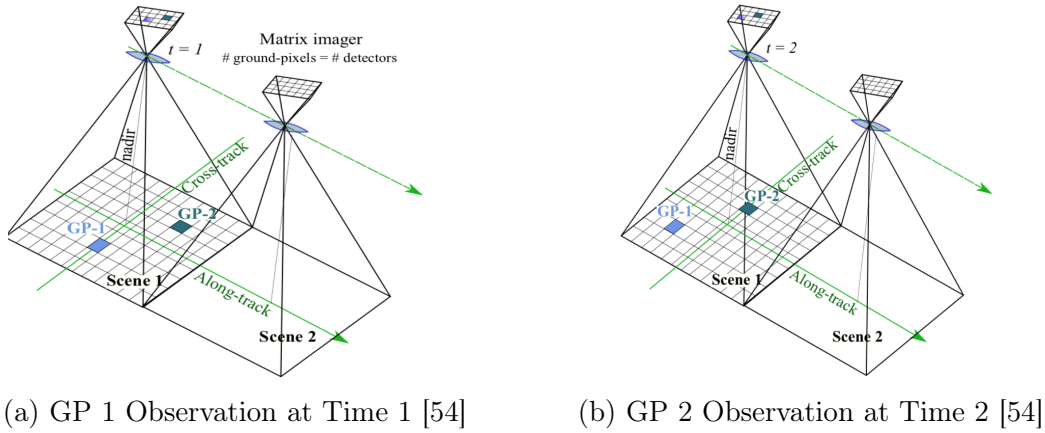 t = 1
Matrix imager
# ground-pixels = # detectors
nadir
Cross-track
GP-1
GP-2
Scene 1
Along-track
Scene 2
(a) GP 1 Observation at Time 1 [54]
t = 2
nadir
Cross-track
GP-2
GP-1
Scene 1
Along-track
Scene 2
(b) GP 2 Observation at Time 2 [54]